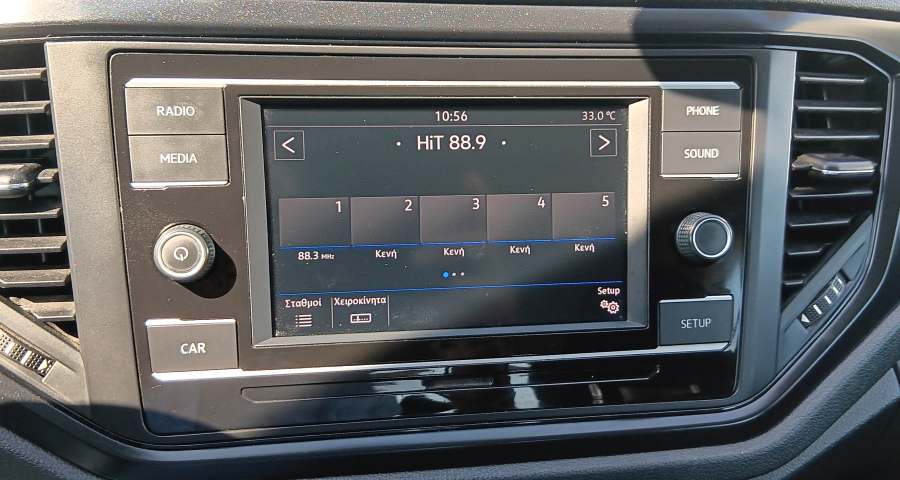 RADIO
MEDIA
CAR
10:56 33.0 °C
< · HiT 88.9 · >
1 2 3 4 5
88.3 MHz Κενή Κενή Κενή Κενή
Σταθμοί Χειροκίνητα Setup
PHONE
SOUND
SETUP